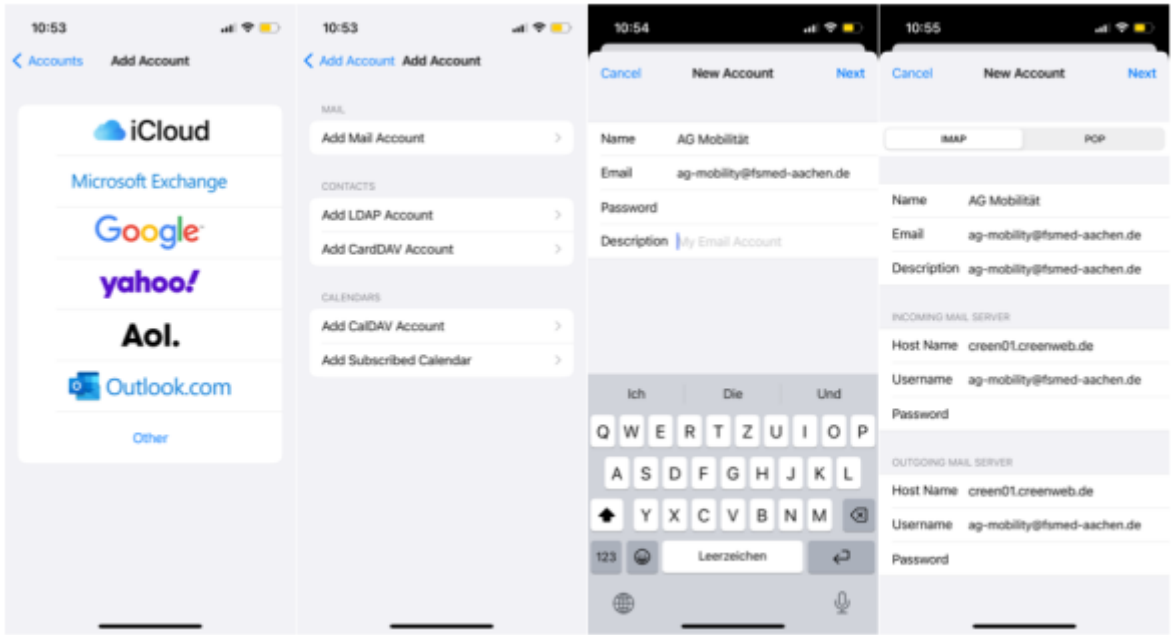 10:53
Accounts Add Account
iCloud
Microsoft Exchange
Google
yahoo!
Aol.
Outlook.com
Other
10:53
Add Account Add Account
MAIL
Add Mail Account
CONTACTS
Add LDAP Account
Add CardDAV Account
CALENDARS
Add CalDAV Account
Add Subscribed Calendar
10:54
Cancel New Account Next
Name AG Mobilität
Email ag-mobility@fsmed-aachen.de
Password
Description My Email Account
Ich Die Und
Q W E R T Z U I O P
A S D F G H J K L
Y X C V B N M
123 Leerzeichen
10:55
Cancel New Account Next
IMAP POP
Name AG Mobilität
Email ag-mobility@fsmed-aachen.de
Description ag-mobility@fsmed-aachen.de
INCOMING MAIL SERVER
Host Name creen01.creenweb.de
Username ag-mobility@fsmed-aachen.de
Password
OUTGOING MAIL SERVER
Host Name creen01.creenweb.de
Username ag-mobility@fsmed-aachen.de
Password